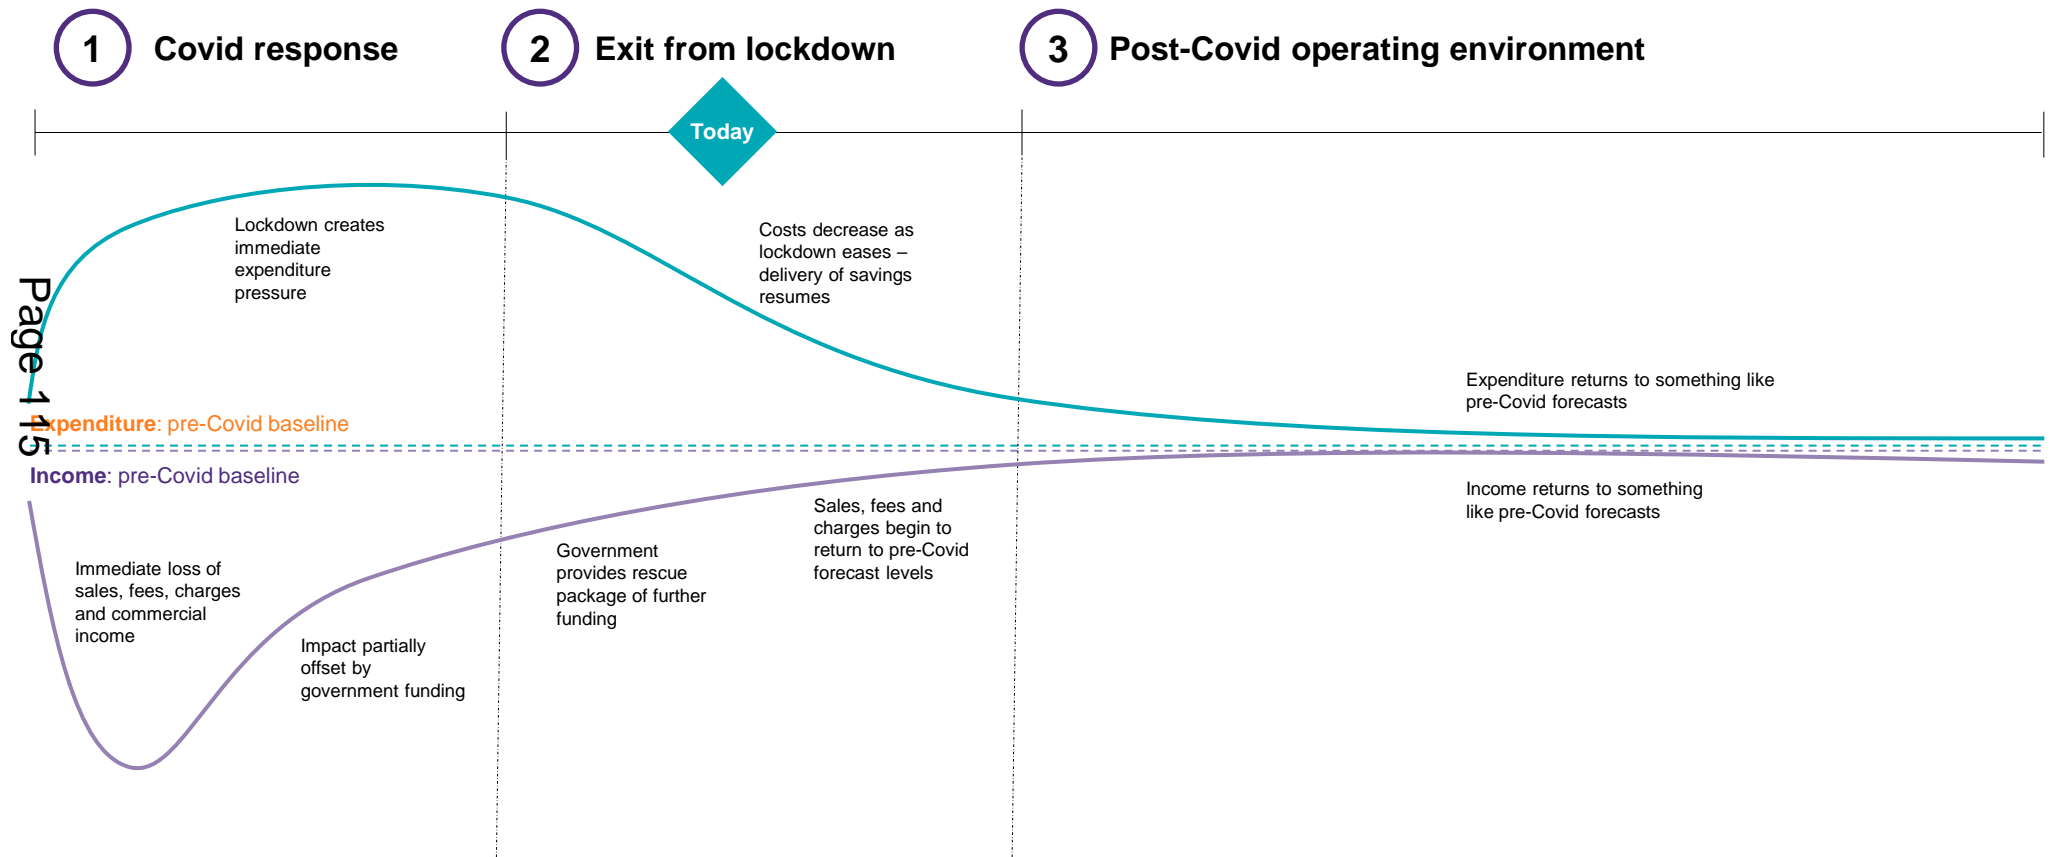 1 Covid response
2 Exit from lockdown
3 Post-Covid operating environment
Today
Lockdown creates
immediate
expenditure
pressure
Costs decrease as
lockdown eases –
delivery of savings
resumes
Page 115
Expenditure returns to something like
pre-Covid forecasts
Expenditure: pre-Covid baseline
Income: pre-Covid baseline
Income returns to something
like pre-Covid forecasts
Immediate loss of
sales, fees, charges
and commercial
income
Impact partially
offset by
government funding
Government
provides rescue
package of further
funding
Sales, fees and
charges begin to
return to pre-Covid
forecast levels